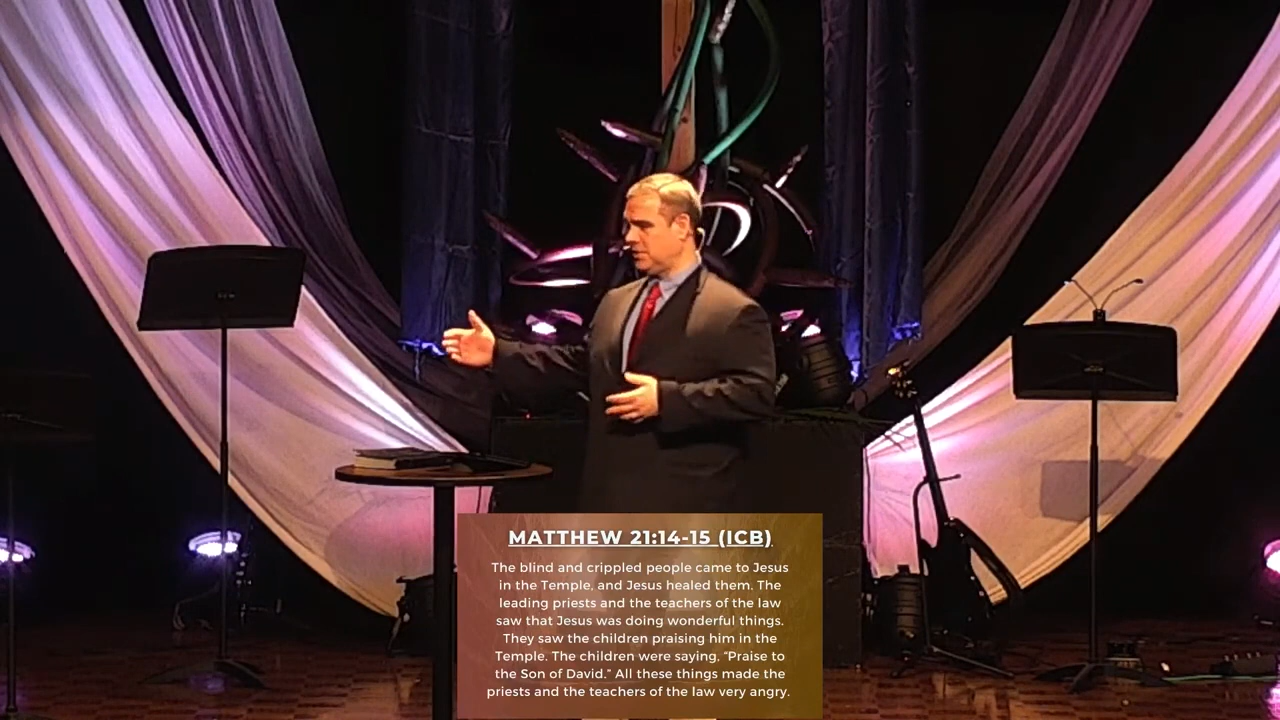 MATTHEW 21:14-15 (ICB)
The blind and crippled people came to Jesus
in the Temple, and Jesus healed them. The
leading priests and the teachers of the law
saw that Jesus was doing wonderful things.
They saw the children praising him in the
Temple. The children were saying, “Praise to
the Son of David.” All these things made the
priests and the teachers of the law very angry.